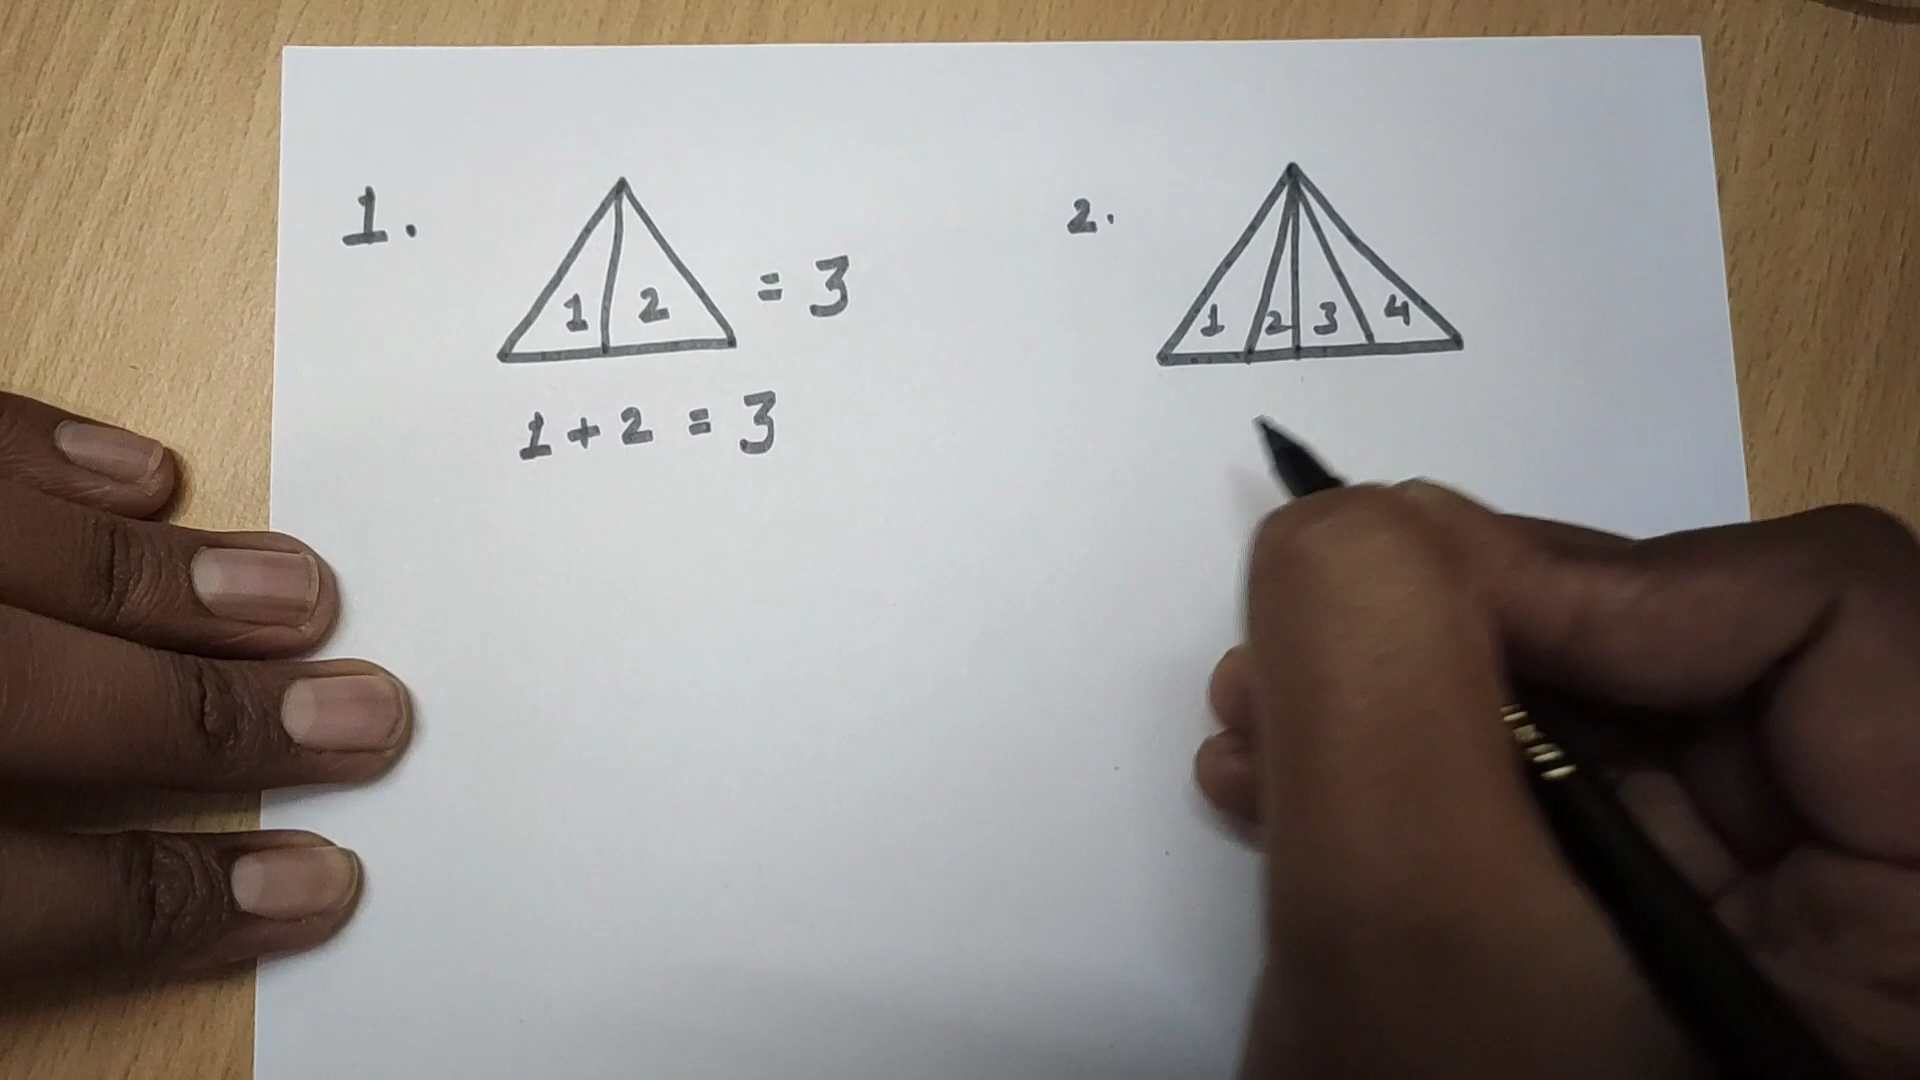 1.
1 2 = 3
1 + 2 = 3
2.
1 2 3 4